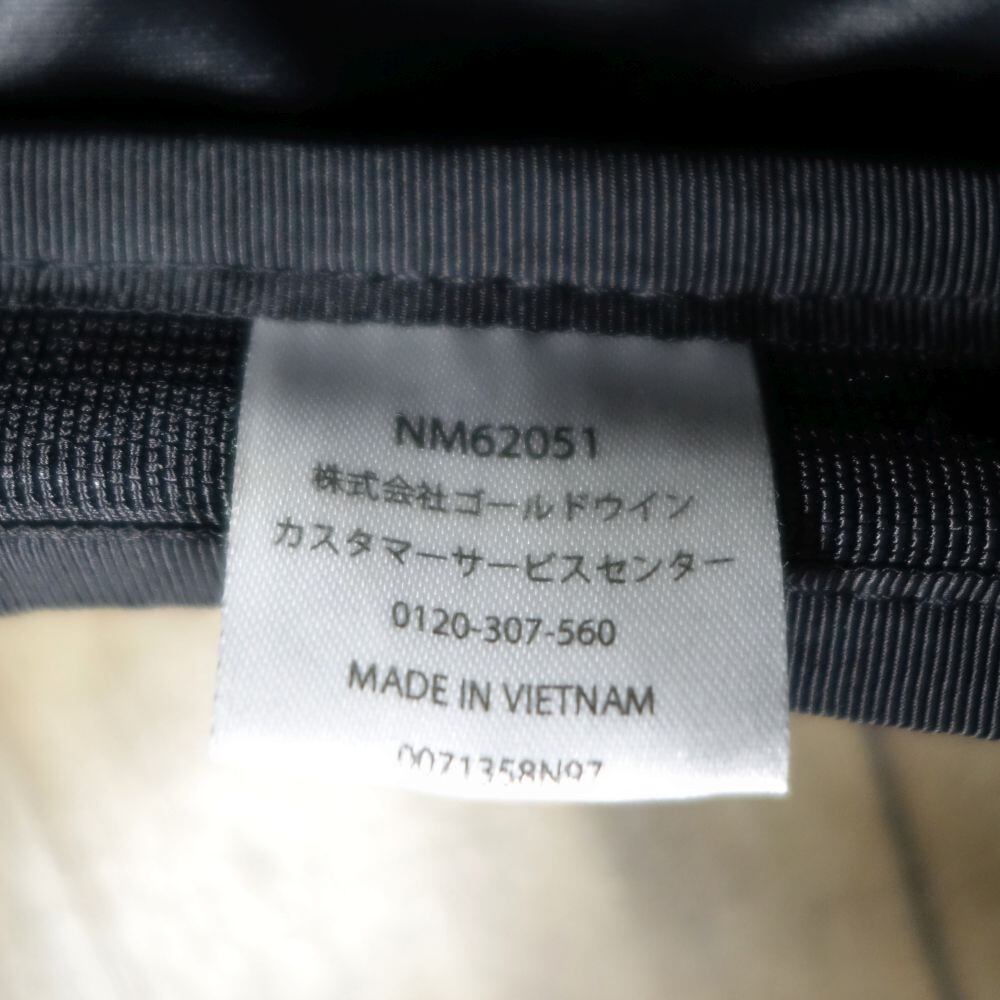 NM62051
株式会社ゴールドウイン
カスタマーサービスセンター
0120-307-560
MADE IN VIETNAM
0071358N97